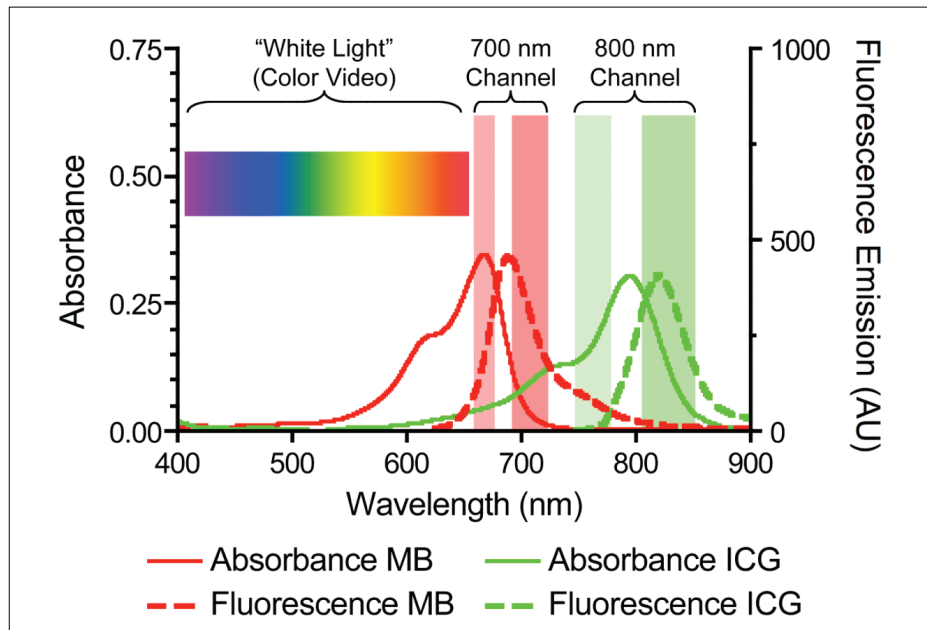 “White Light”
(Color Video)
700 nm
Channel
800 nm
Channel
0.75
0.50
0.25
0.00
Absorbance
1000
500
0
Fluorescence Emission (AU)
400 500 600 700 800 900
Wavelength (nm)
Absorbance MB
Absorbance ICG
Fluorescence MB
Fluorescence ICG